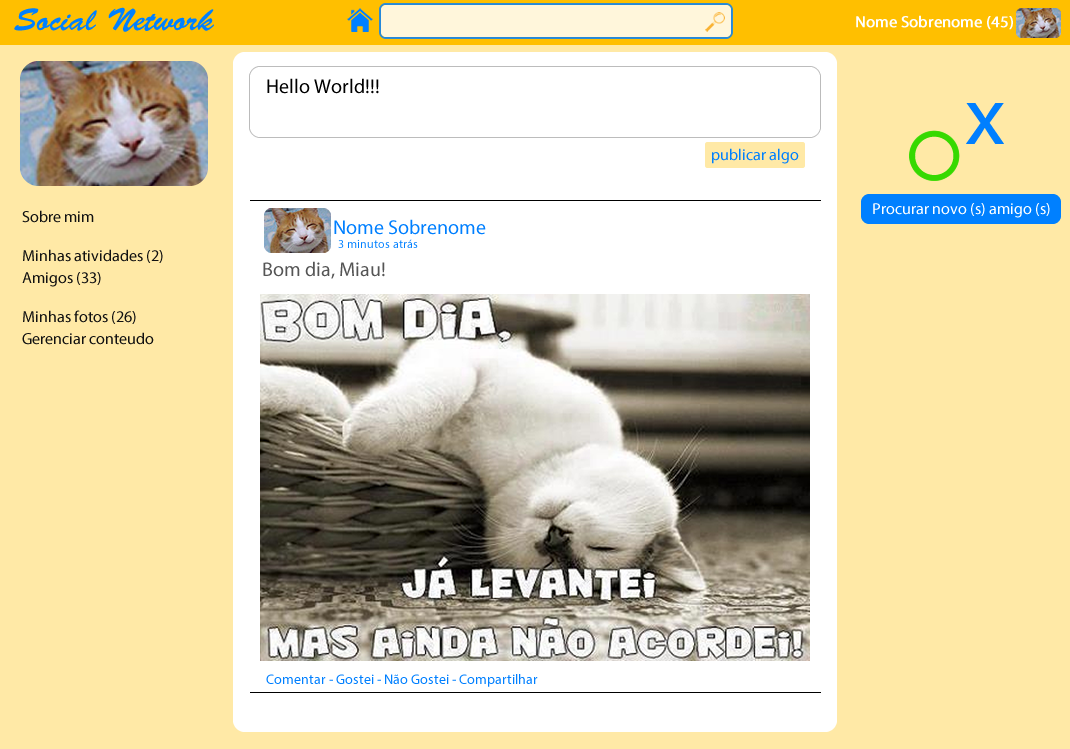 Social Network
Nome Sobrenome (45)
Hello World!!!
publicar algo
Sobre mim
Minhas atividades (2)
Amigos (33)
Minhas fotos (26)
Gerenciar conteudo
Nome Sobrenome
3 minutos atrás
Bom dia, Miau!
BOM DIA,
JÁ LEVANTEI
MAS AINDA NÃO ACORDEI!
Comentar - Gostei - Não Gostei - Compartilhar
X
O
Procurar novo (s) amigo (s)